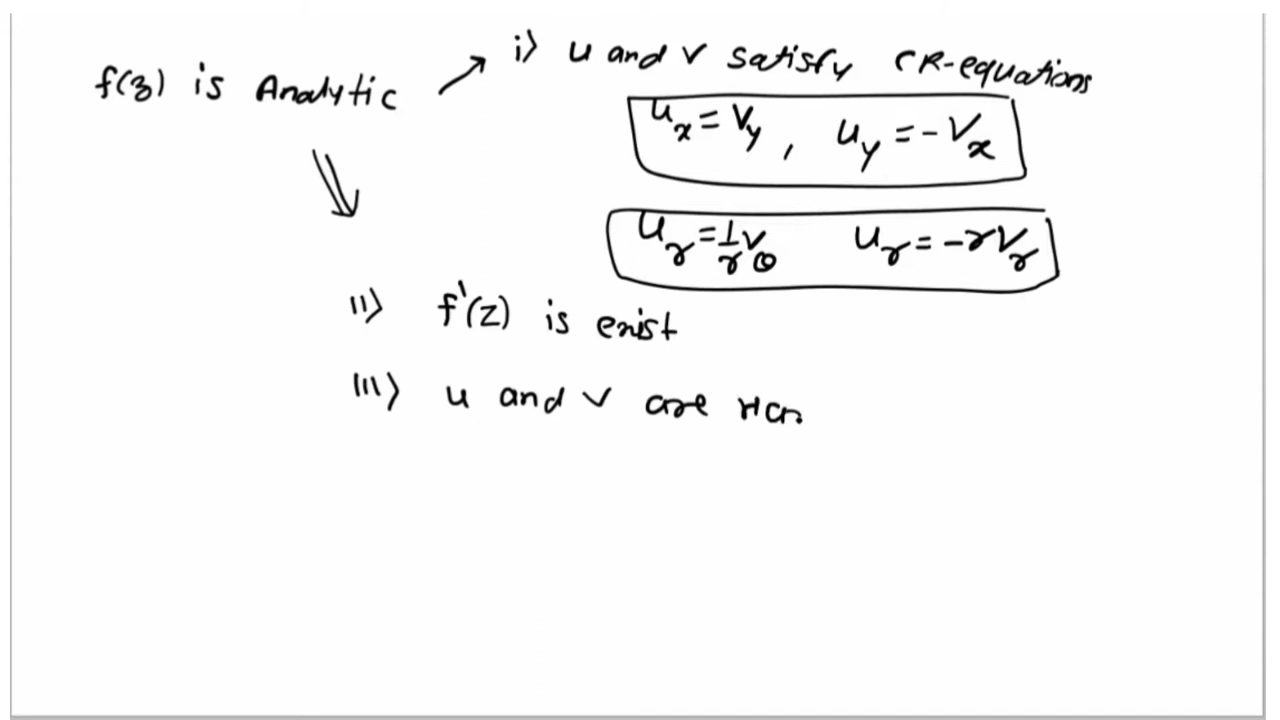 f(z) is Analytic ↗ i) u and v satisfy CR-equations
u_x = v_y , u_y = -v_x
u_r = 1/r v_θ u_r = -r v_r
⇓
ii) f'(z) is exist
iii) u and v are Har